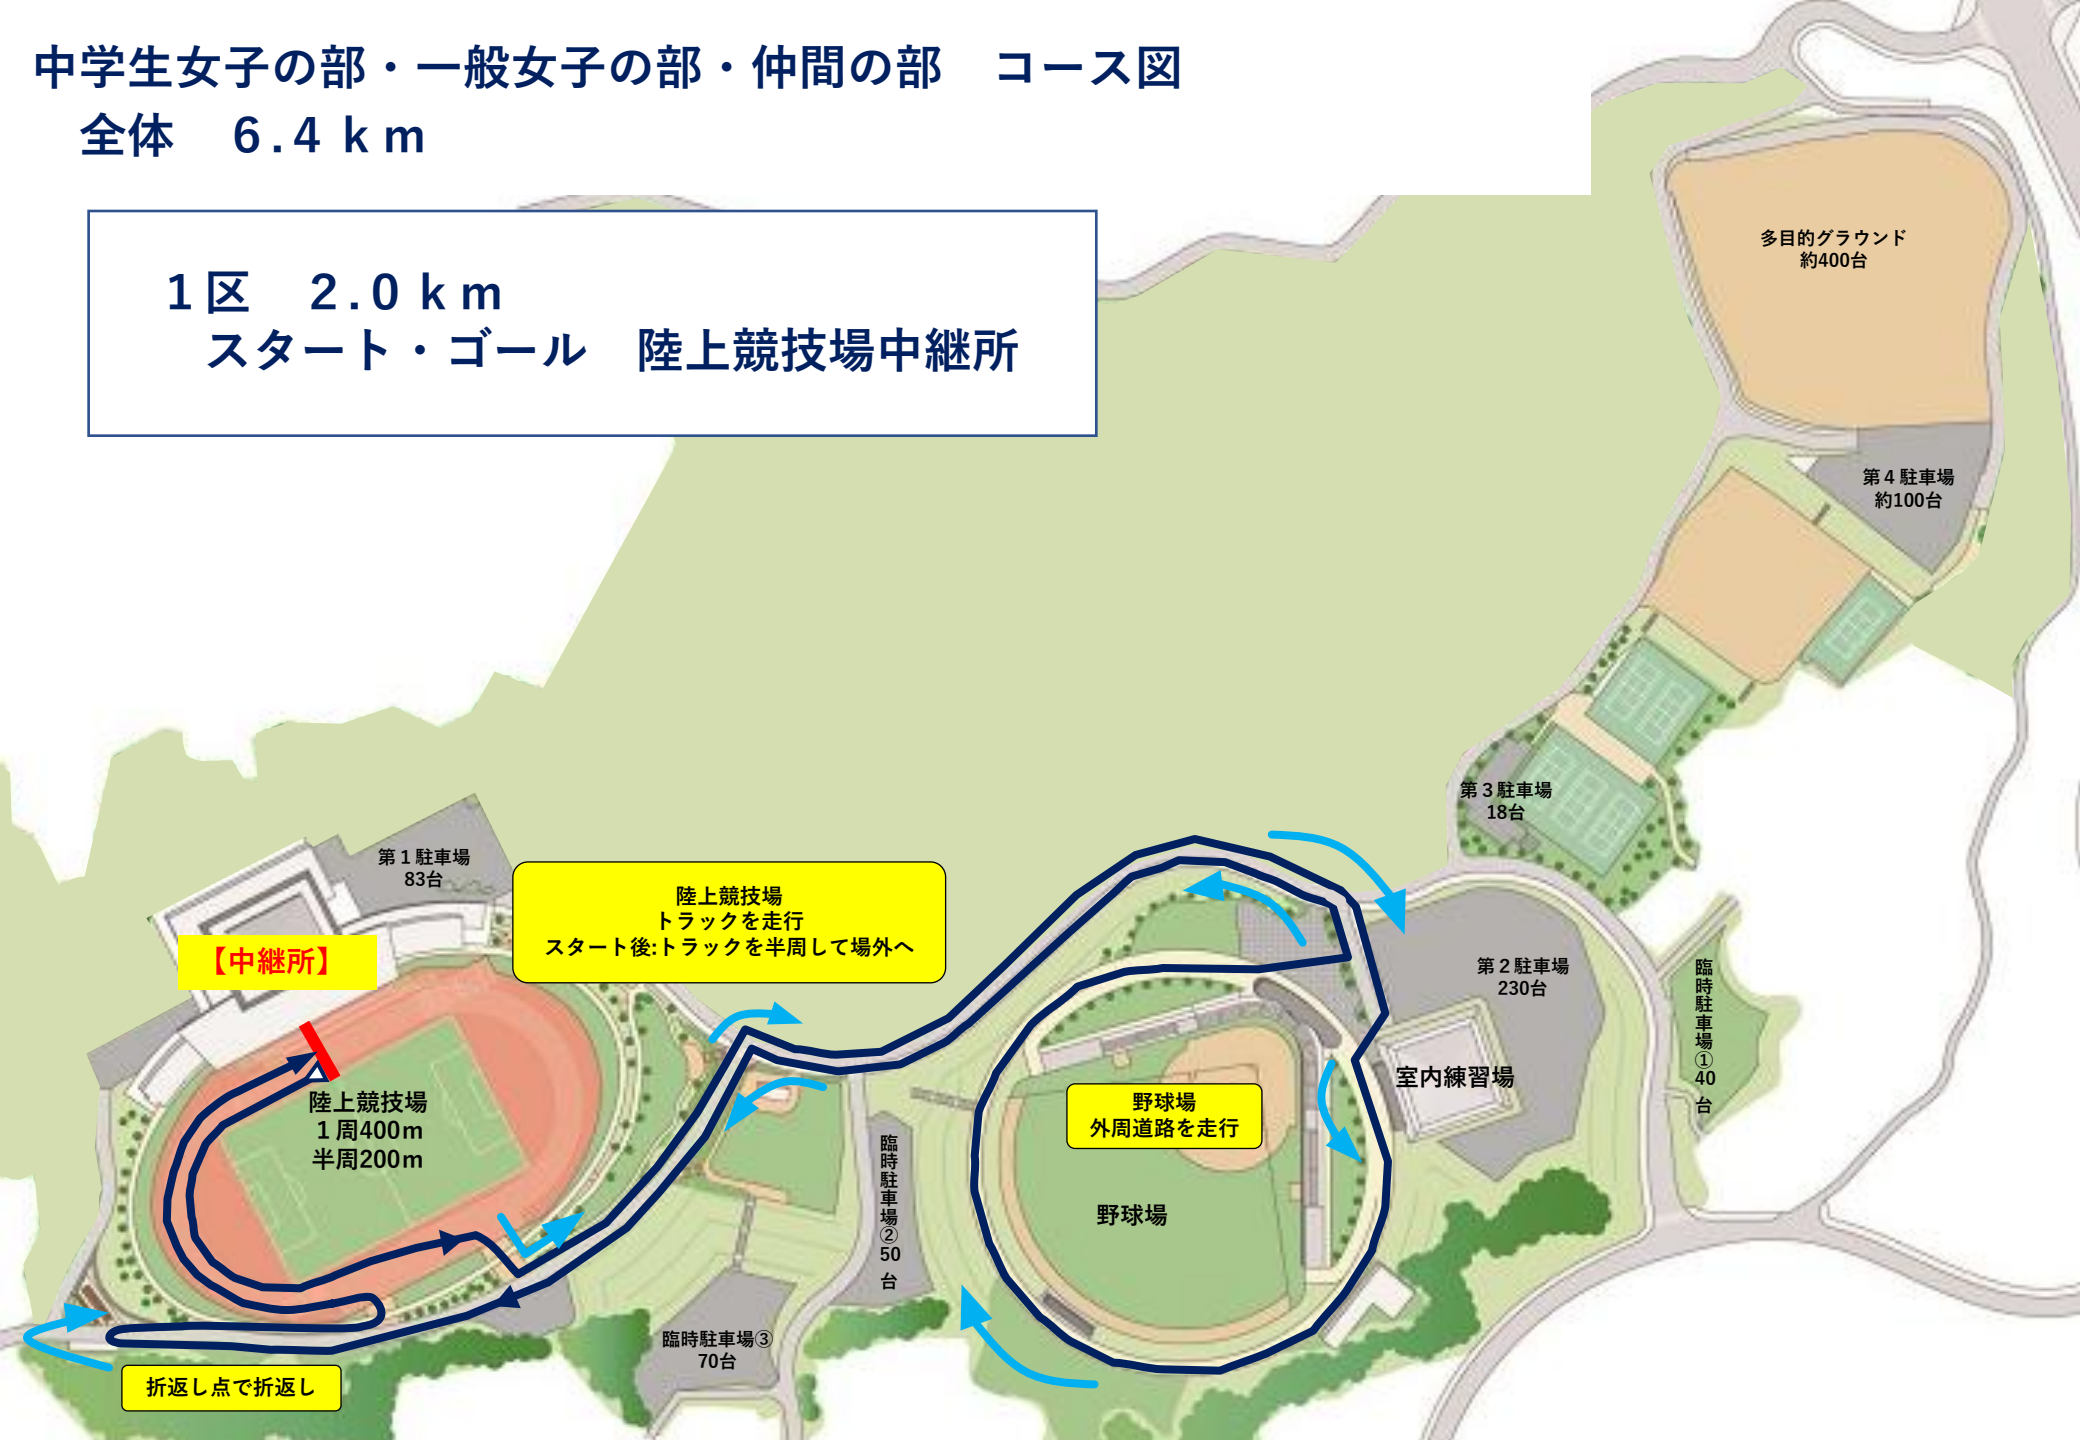 中学生女子の部・一般女子の部・仲間の部　コース図
全体　６.４ｋｍ
１区　２.０ｋｍ
スタート・ゴール　陸上競技場中継所
多目的グラウンド
約400台
第４駐車場
約100台
第３駐車場
18台
第１駐車場
83台
陸上競技場
トラックを走行
スタート後:トラックを半周して場外へ
【中継所】
第２駐車場
230台
臨時駐車場①40台
陸上競技場
１周400m
半周200m
室内練習場
野球場
外周道路を走行
臨時駐車場②50台
野球場
臨時駐車場③
70台
折返し点で折返し